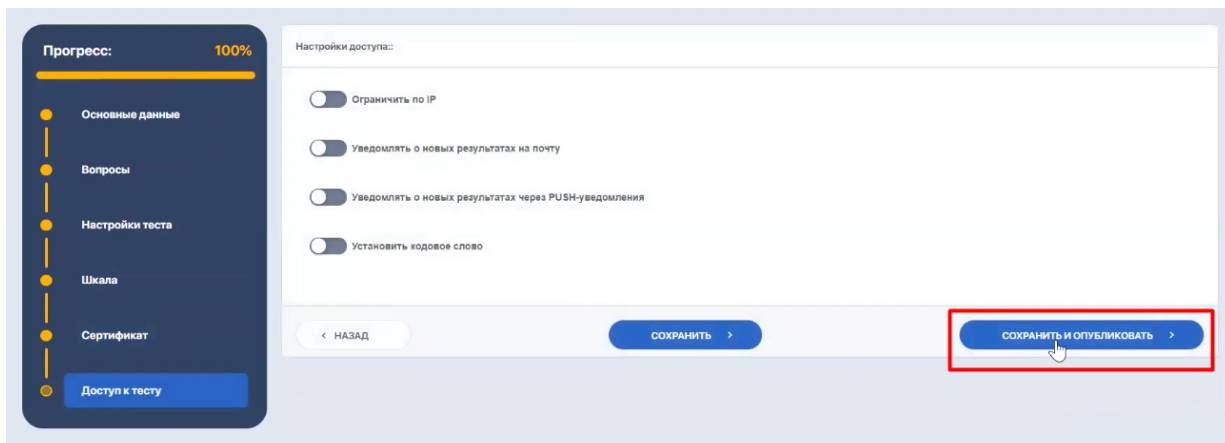 Прогресс: 100%
Основные данные
Вопросы
Настройки теста
Шкала
Сертификат
Доступ к тесту
Настройки доступа::
Ограничить по IP
Уведомлять о новых результатах на почту
Уведомлять о новых результатах через PUSH-уведомления
Установить кодовое слово
< НАЗАД
СОХРАНИТЬ >
СОХРАНИТЬ И ОПУБЛИКОВАТЬ >